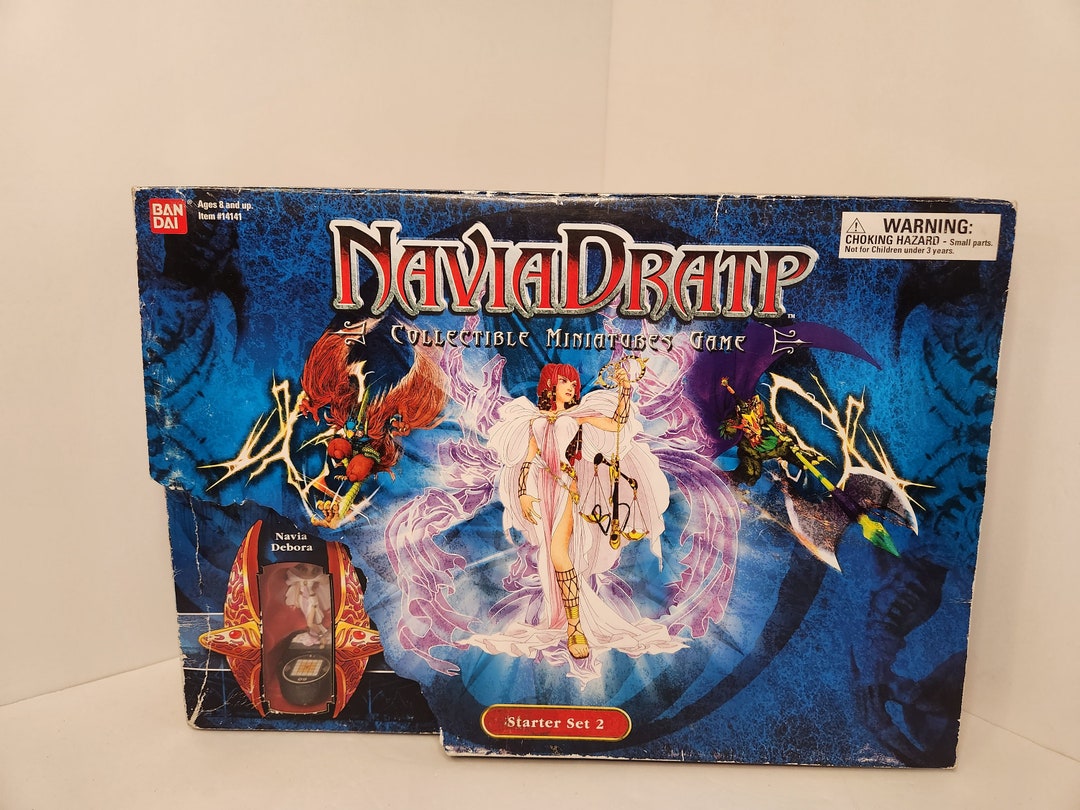 BAN
DAI
®
Ages 8 and up.
Item #14141
WARNING:
CHOKING HAZARD - Small parts.
Not for Children under 3 years.
NAVIADRATP
™
COLLECTIBLE MINIATURES GAME
Navia
Debora
Starter Set 2